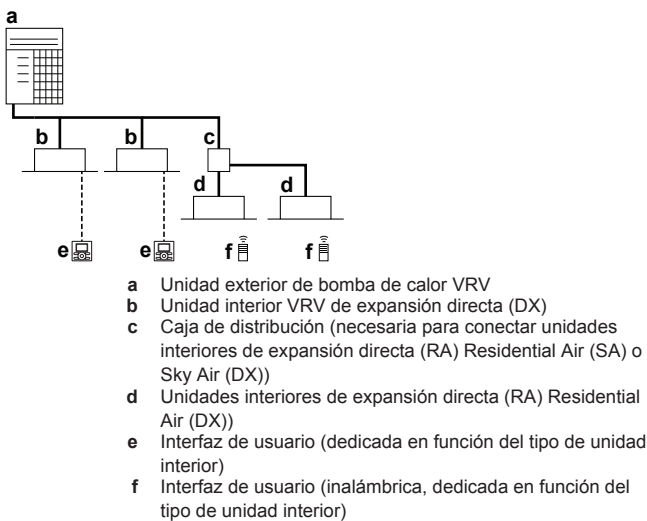 a
b b c
d d
e e f f
a Unidad exterior de bomba de calor VRV
b Unidad interior VRV de expansión directa (DX)
c Caja de distribución (necesaria para conectar unidades
interiores de expansión directa (RA) Residential Air (SA) o
Sky Air (DX))
d Unidades interiores de expansión directa (RA) Residential
Air (DX))
e Interfaz de usuario (dedicada en función del tipo de unidad
interior)
f Interfaz de usuario (inalámbrica, dedicada en función del
tipo de unidad interior)